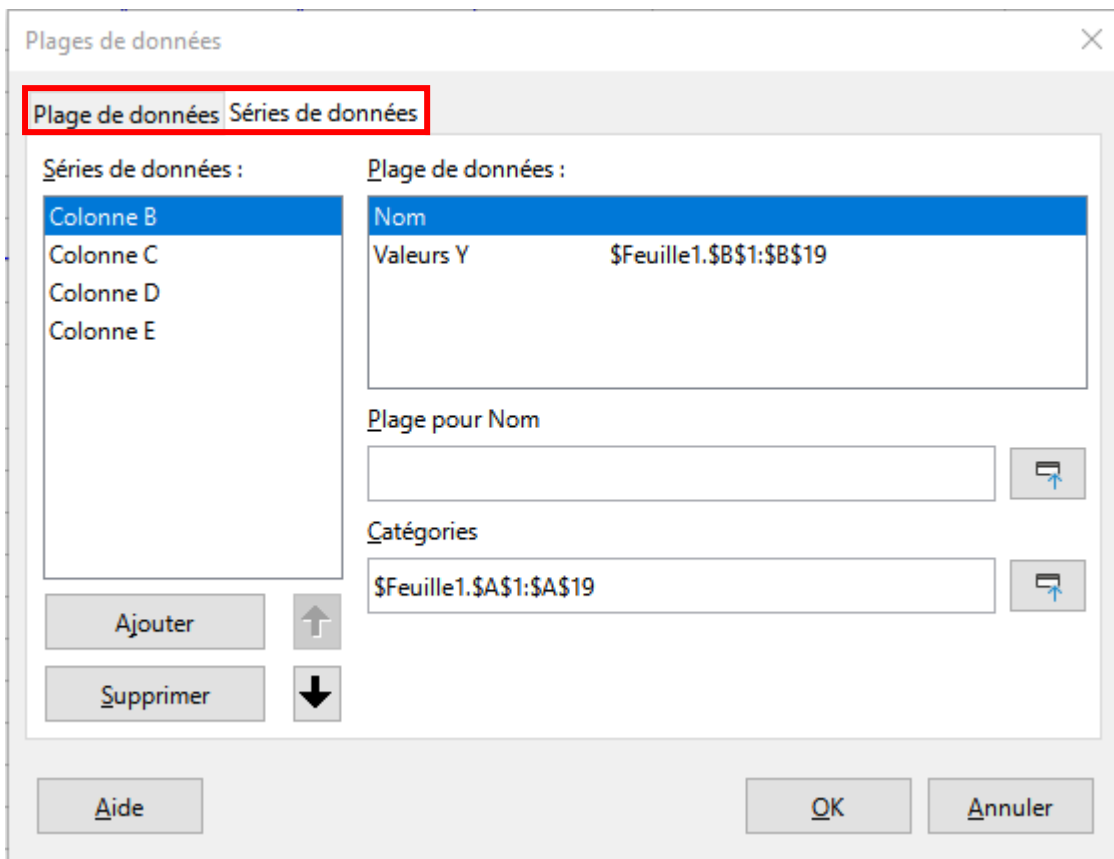 Plages de données
Plage de données Séries de données
Séries de données :
Colonne B
Colonne C
Colonne D
Colonne E
Ajouter
Supprimer
Plage de données :
Nom
Valeurs Y $Feuille1.$B$1:$B$19
Plage pour Nom
Catégories
$Feuille1.$A$1:$A$19
Aide
OK
Annuler